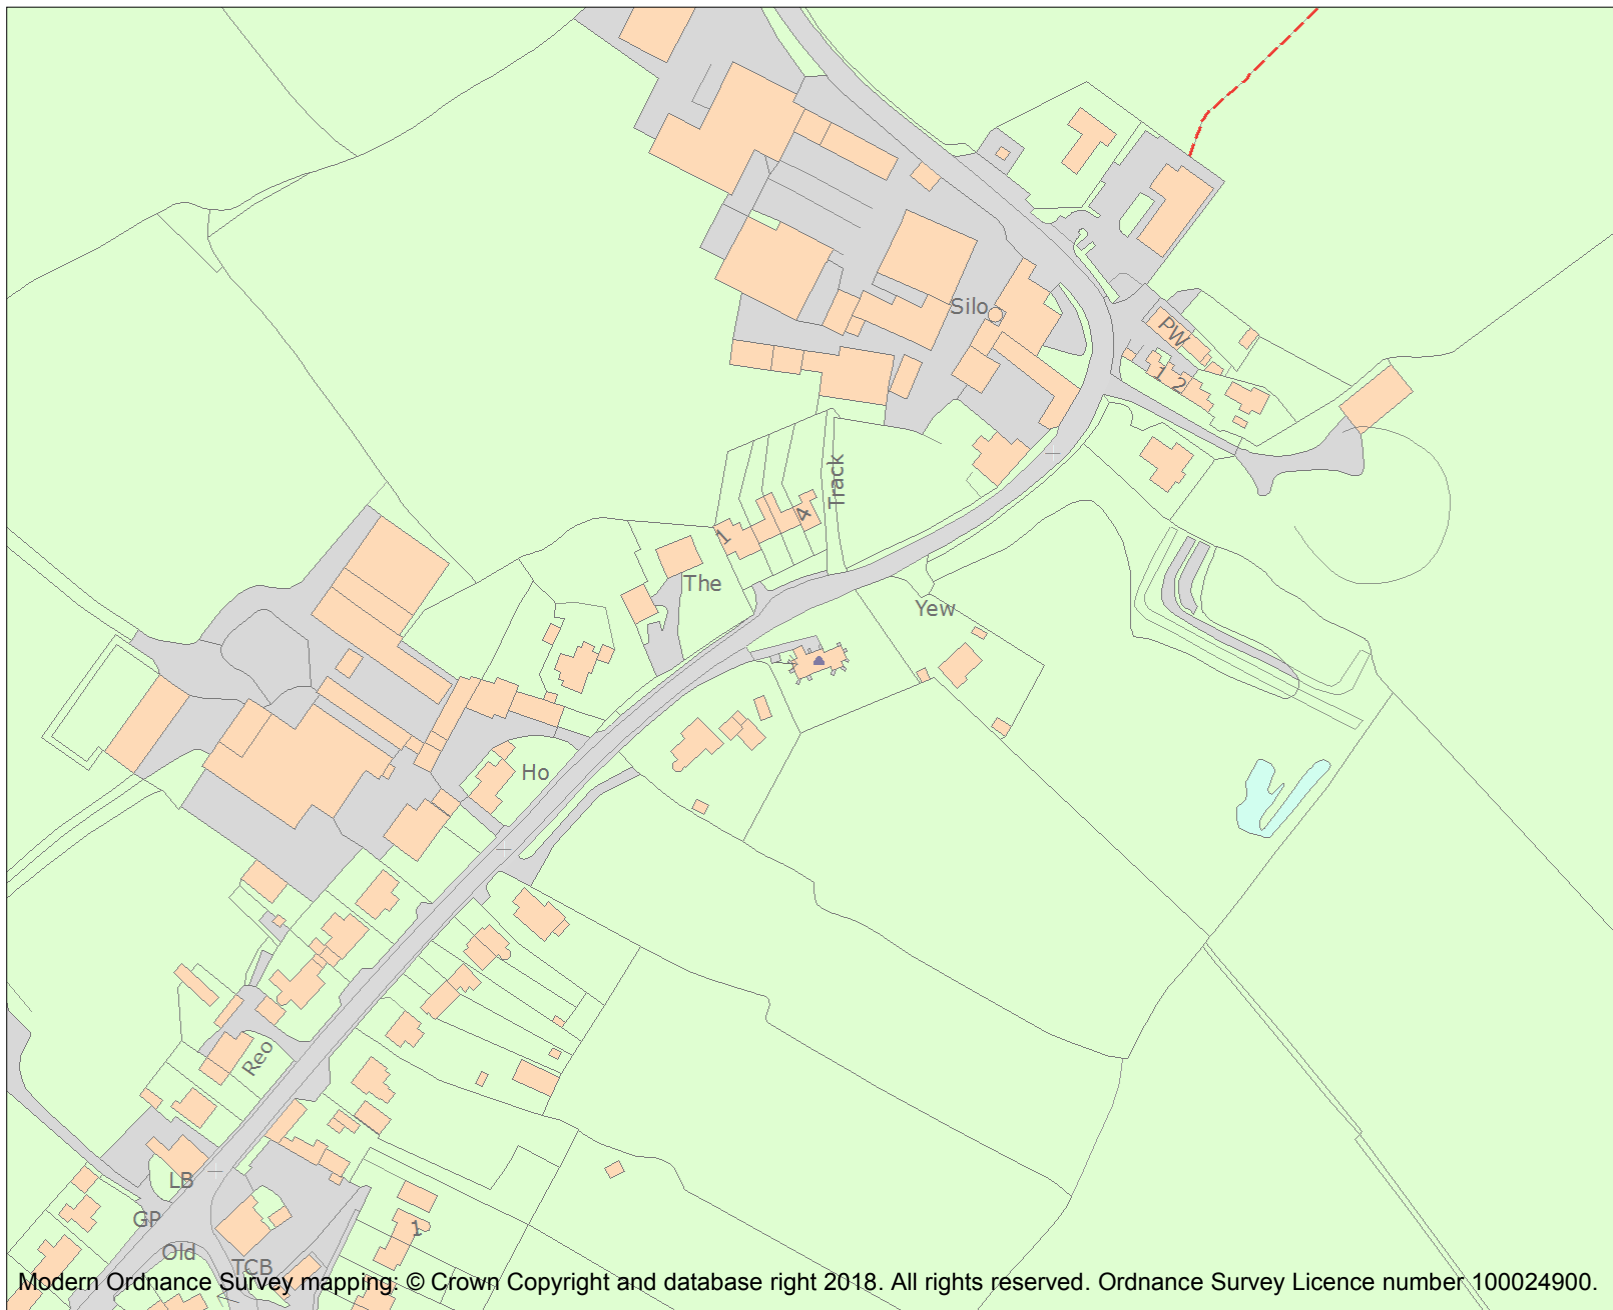 Silo
PW
1 2
Track
4
1
The
Yew
Ho
Reo
LB
GP
1
Old
TCB
Modern Ordnance Survey mapping: © Crown Copyright and database right 2018. All rights reserved. Ordnance Survey Licence number 100024900.